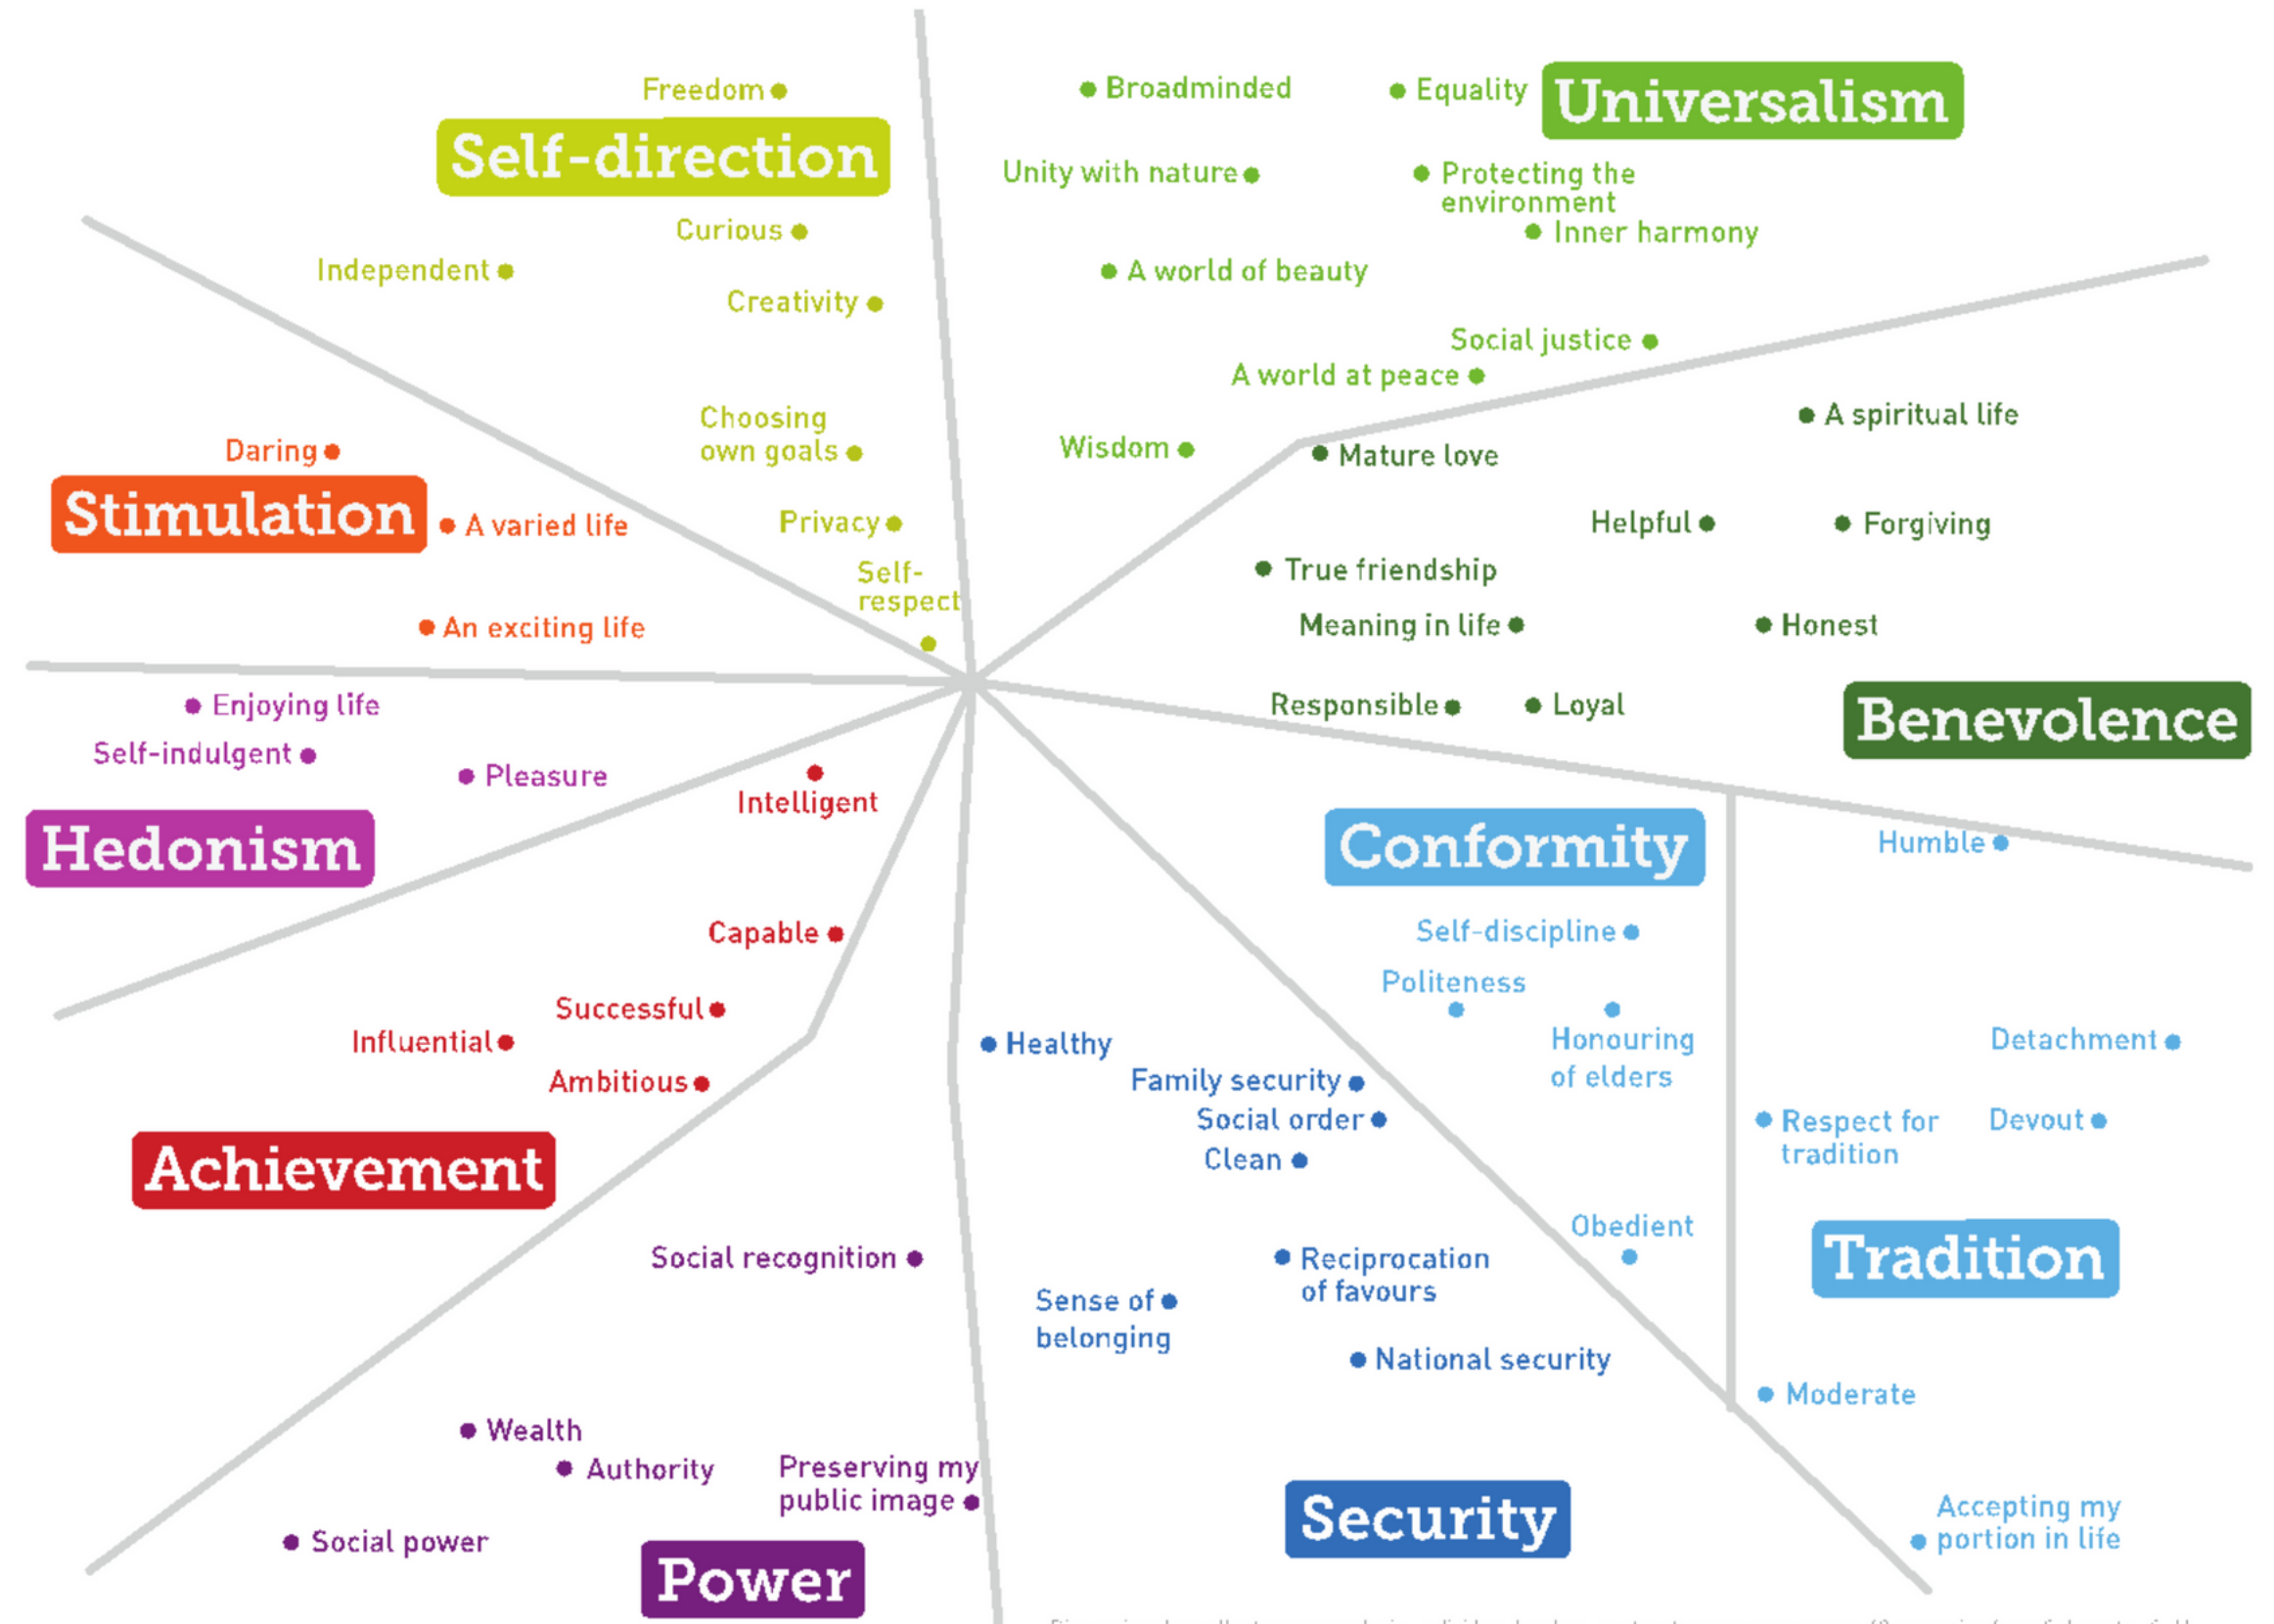 Freedom
Self-direction
Curious
Independent
Creativity
Choosing
own goals
Privacy
Self-
respect
Broadminded
Equality
Universalism
Unity with nature
Protecting the
environment
Inner harmony
A world of beauty
Social justice
A world at peace
Wisdom
Daring
Stimulation
A varied life
An exciting life
A spiritual life
Mature love
Helpful
Forgiving
True friendship
Meaning in life
Honest
Responsible
Loyal
Benevolence
Enjoying life
Self-indulgent
Pleasure
Hedonism
Intelligent
Capable
Successful
Influential
Ambitious
Achievement
Conformity
Humble
Self-discipline
Politeness
Honouring
of elders
Detachment
Respect for
tradition
Devout
Obedient
Tradition
Moderate
Accepting my
portion in life
Healthy
Family security
Social order
Clean
Reciprocation
of favours
Sense of
belonging
National security
Security
Social recognition
Wealth
Authority
Preserving my
public image
Social power
Power